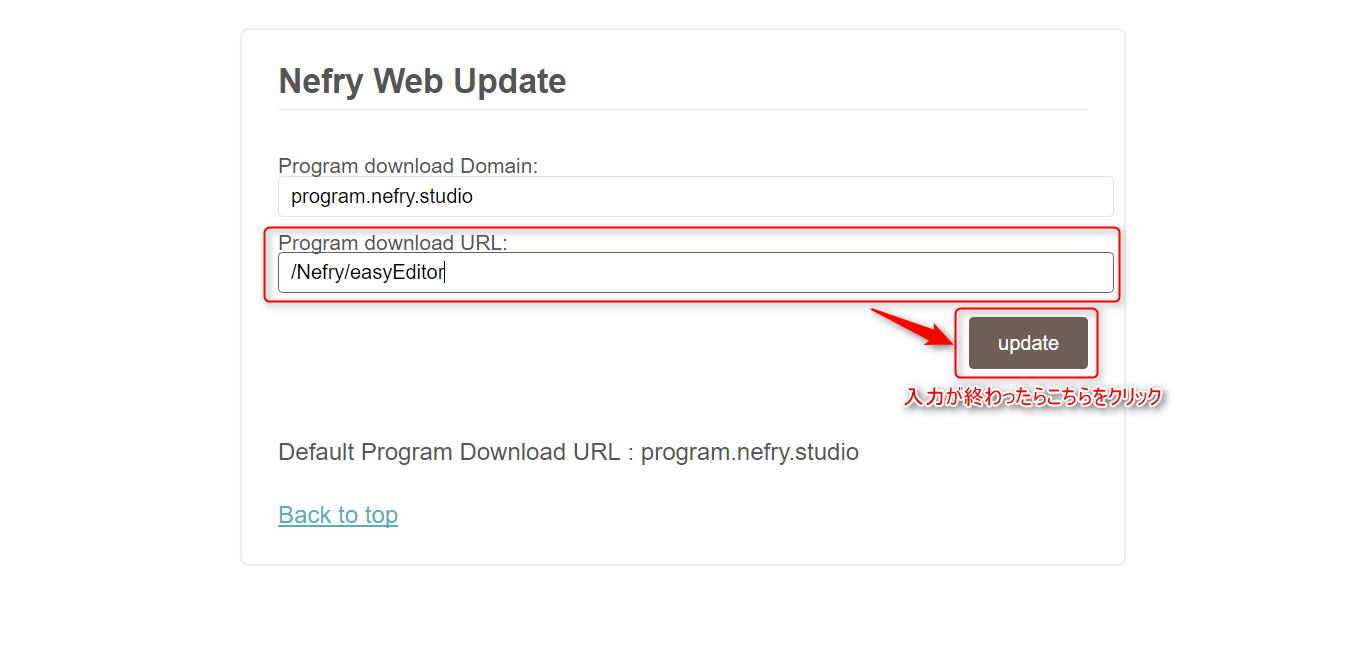 Nefry Web Update
Program download Domain:
program.nefry.studio
Program download URL:
/Nefry/easyEditor
update
入力が終わったらこちらをクリック
Default Program Download URL : program.nefry.studio
Back to top